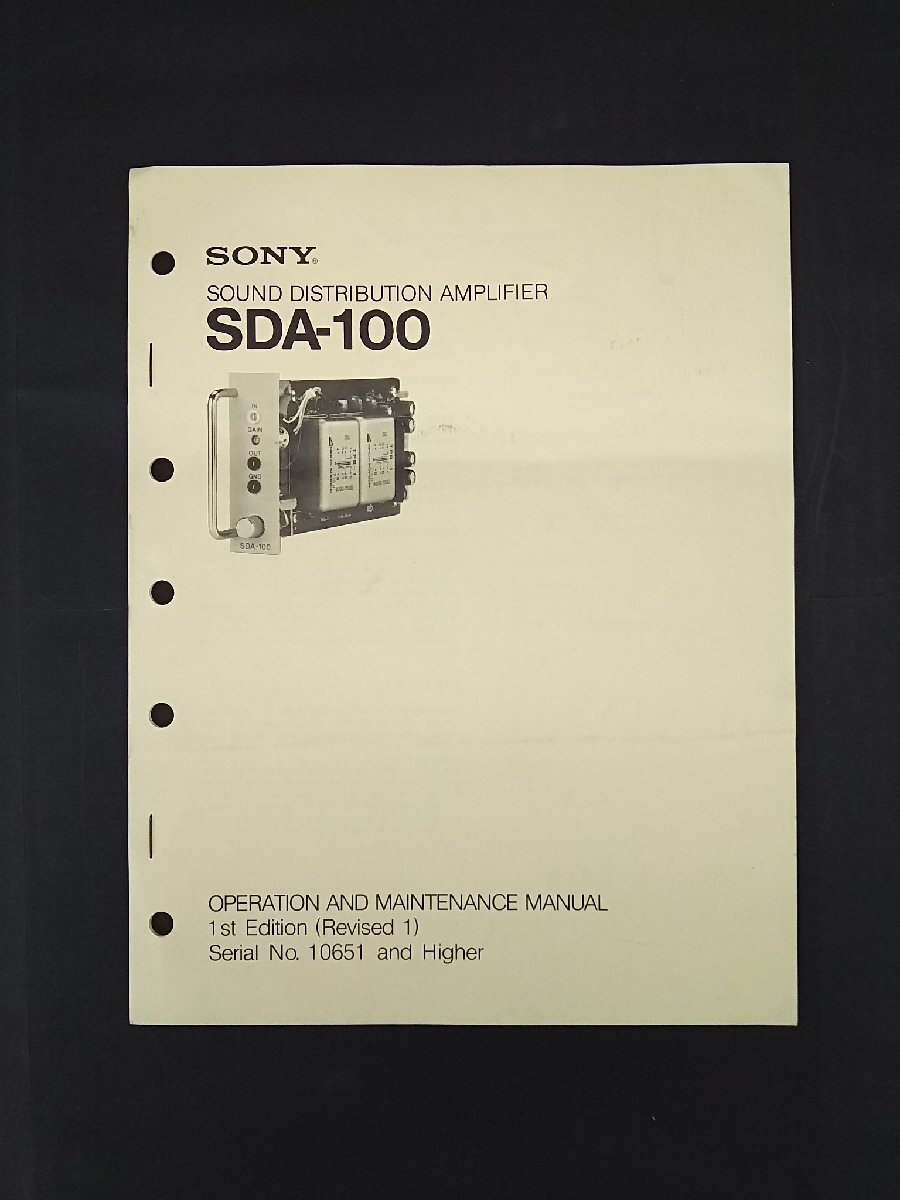 SONY®
SOUND DISTRIBUTION AMPLIFIER
SDA-100
IN
GAIN
OUT
GND
SDA-100
OPERATION AND MAINTENANCE MANUAL
1st Edition (Revised 1)
Serial No. 10651 and Higher